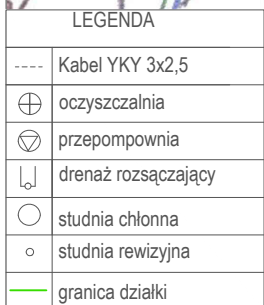 LEGENDA
Kabel YKY 3x2,5
oczyszczalnia
przepompownia
drenaż rozsączający
studnia chłonna
studnia rewizyjna
granica działki